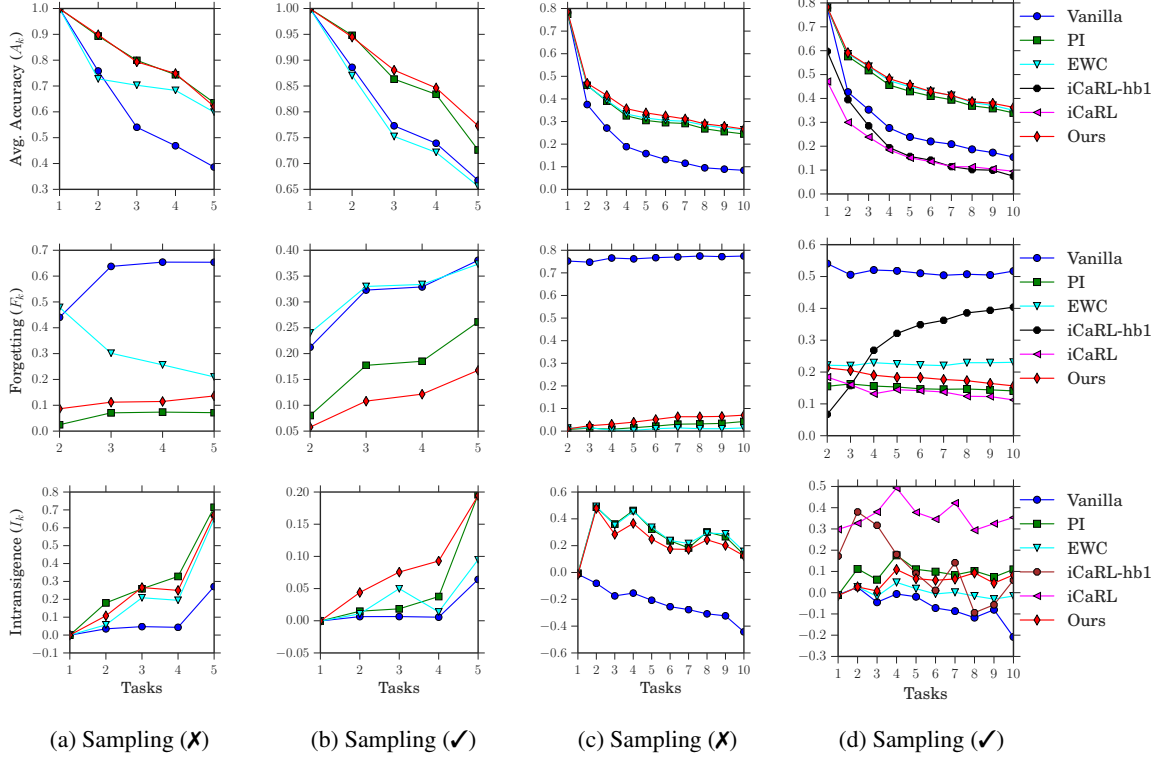 Avg. Accuracy (A_k)
1.0
0.9
0.8
0.7
0.6
0.5
0.4
0.3
1 2 3 4 5
1.00
0.95
0.90
0.85
0.80
0.75
0.70
0.65
1 2 3 4 5
0.8
0.7
0.6
0.5
0.4
0.3
0.2
0.1
0.0
1 2 3 4 5 6 7 8 9 10
0.8
0.7
0.6
0.5
0.4
0.3
0.2
0.1
0.0
1 2 3 4 5 6 7 8 9 10
Vanilla
PI
EWC
iCaRL-hb1
iCaRL
Ours
Forgetting (F_k)
0.7
0.6
0.5
0.4
0.3
0.2
0.1
0.0
2 3 4 5
0.40
0.35
0.30
0.25
0.20
0.15
0.10
0.05
2 3 4 5
0.8
0.7
0.6
0.5
0.4
0.3
0.2
0.1
0.0
2 3 4 5 6 7 8 9 10
0.6
0.5
0.4
0.3
0.2
0.1
0.0
2 3 4 5 6 7 8 9 10
Vanilla
PI
EWC
iCaRL-hb1
iCaRL
Ours
Intransigence (I_k)
0.8
0.7
0.6
0.5
0.4
0.3
0.2
0.1
0.0
−0.1
1 2 3 4 5
Tasks
0.20
0.15
0.10
0.05
0.00
−0.05
1 2 3 4 5
0.6
0.4
0.2
0.0
−0.2
−0.4
−0.6
1 2 3 4 5 6 7 8 9 10
0.5
0.4
0.3
0.2
0.1
0.0
−0.1
−0.2
−0.3
1 2 3 4 5 6 7 8 9 10
Tasks
Vanilla
PI
EWC
iCaRL-hb1
iCaRL
Ours
(a) Sampling (✗)
(b) Sampling (✓)
(c) Sampling (✗)
(d) Sampling (✓)